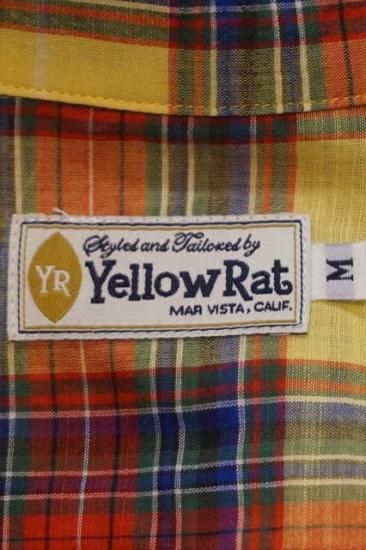 Styled and Tailored by
YR
YellowRat
MAR VISTA, CALIF.
M